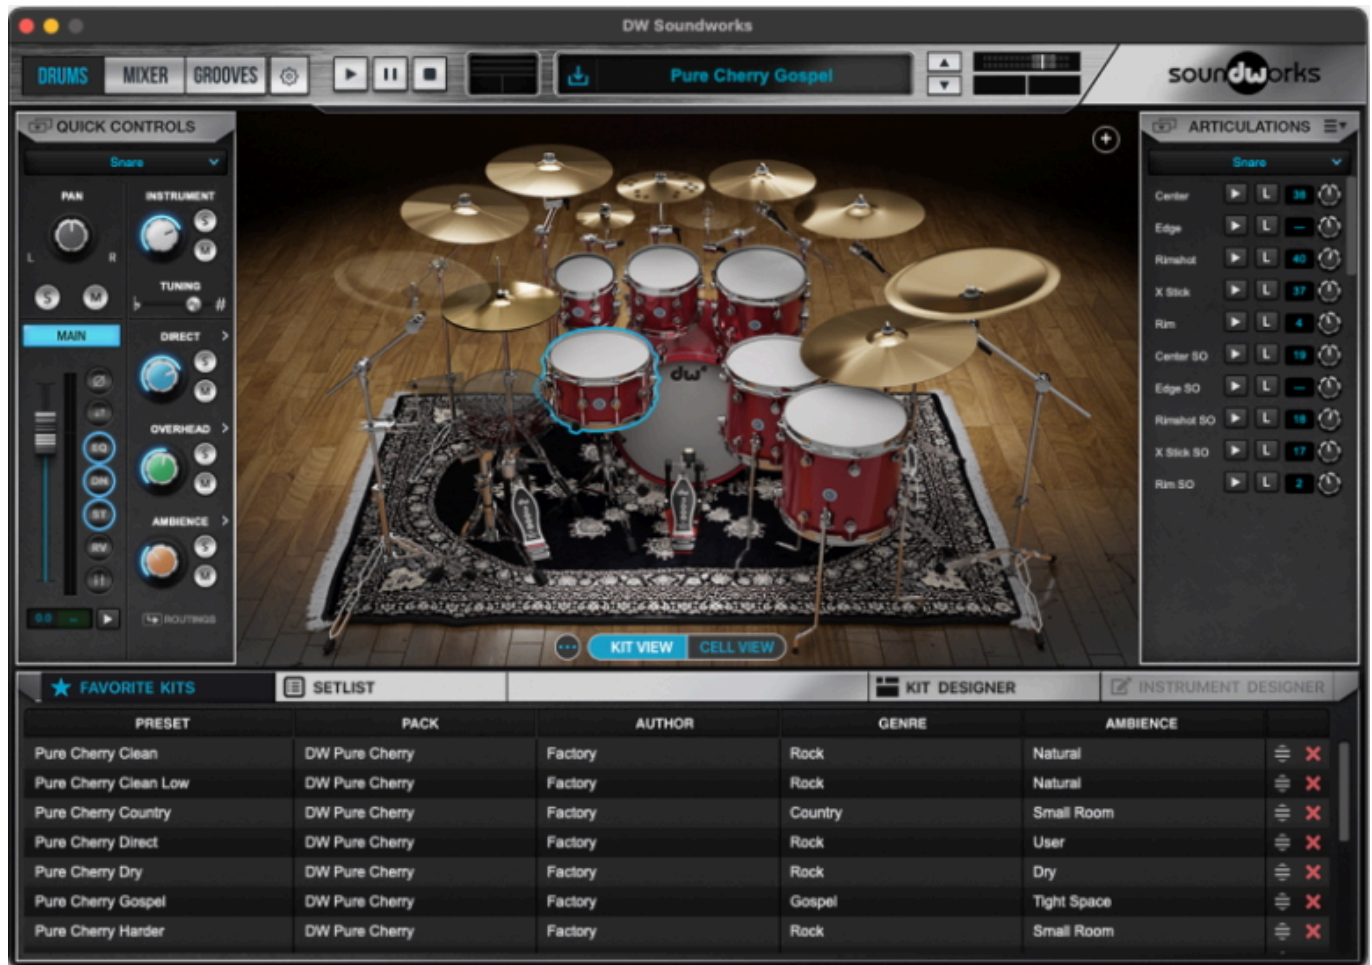 DW Soundworks
DRUMS MIXER GROOVES
Pure Cherry Gospel
soundworks
QUICK CONTROLS
Snare
PAN
INSTRUMENT
L R
S
M
S M
TUNING
♭ #
MAIN
DIRECT >
S
M
EQ
OVERHEAD >
S
M
ST
AMBIENCE >
S
M
RV
0.0 –
ROUTINGS
dw
KIT VIEW CELL VIEW
ARTICULATIONS
Snare
Center L 38
Edge L —
Rimshot L 40
X Stick L 37
Rim L 4
Center SO L 19
Edge SO L —
Rimshot SO L 18
X Stick SO L 17
Rim SO L 2
FAVORITE KITS SETLIST KIT DESIGNER INSTRUMENT DESIGNER
PRESET PACK AUTHOR GENRE AMBIENCE
Pure Cherry Clean DW Pure Cherry Factory Rock Natural
Pure Cherry Clean Low DW Pure Cherry Factory Rock Natural
Pure Cherry Country DW Pure Cherry Factory Country Small Room
Pure Cherry Direct DW Pure Cherry Factory Rock User
Pure Cherry Dry DW Pure Cherry Factory Rock Dry
Pure Cherry Gospel DW Pure Cherry Factory Gospel Tight Space
Pure Cherry Harder DW Pure Cherry Factory Rock Small Room